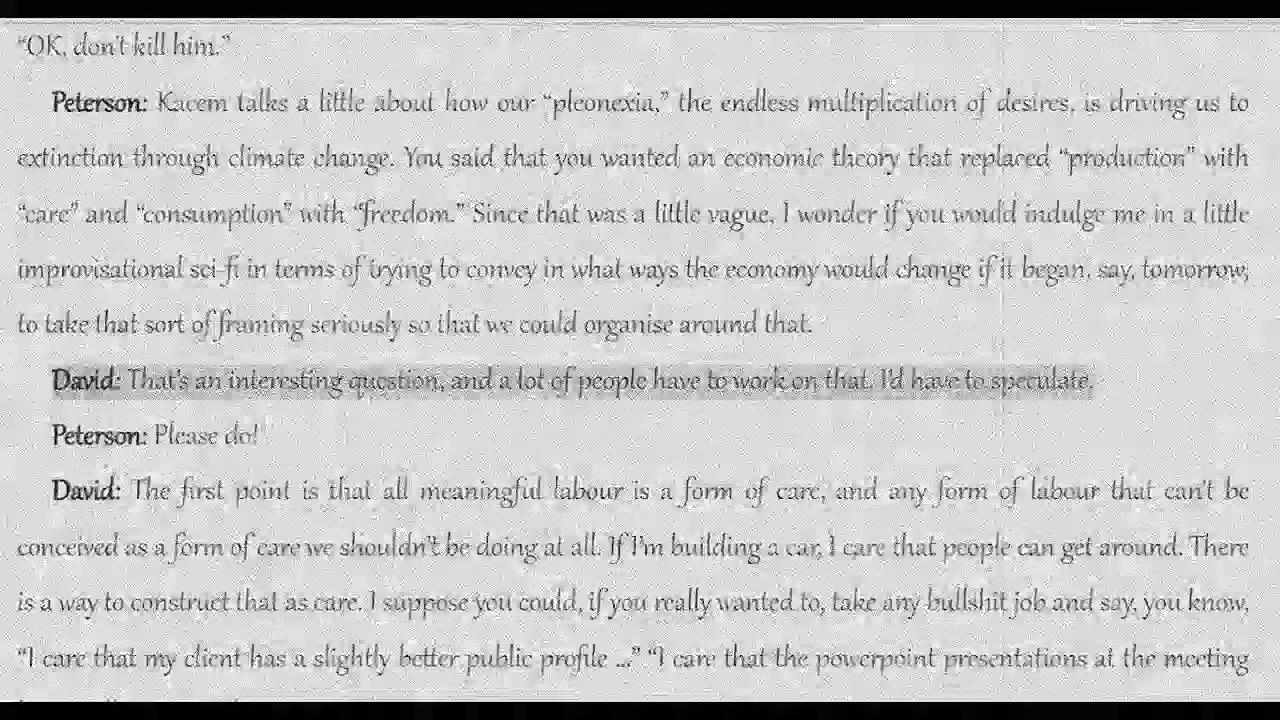 “OK, don’t kill him.”
Peterson: Kacem talks a little about how our “pleonexia,” the endless multiplication of desires, is driving us to
extinction through climate change. You said that you wanted an economic theory that replaced “production” with
“care” and “consumption” with “freedom.” Since that was a little vague, I wonder if you would indulge me in a little
improvisational sci-fi in terms of trying to convey in what ways the economy would change if it began, say, tomorrow,
to take that sort of framing seriously so that we could organise around that.
David: That’s an interesting question, and a lot of people have to work on that. I’d have to speculate.
Peterson: Please do!
David: The first point is that all meaningful labour is a form of care, and any form of labour that can’t be
conceived as a form of care we shouldn’t be doing at all. If I’m building a car, I care that people can get around. There
is a way to construct that as care. I suppose you could, if you really wanted to, take any bullshit job and say, you know,
“I care that my client has a slightly better public profile ...” “I care that the powerpoint presentations at the meeting